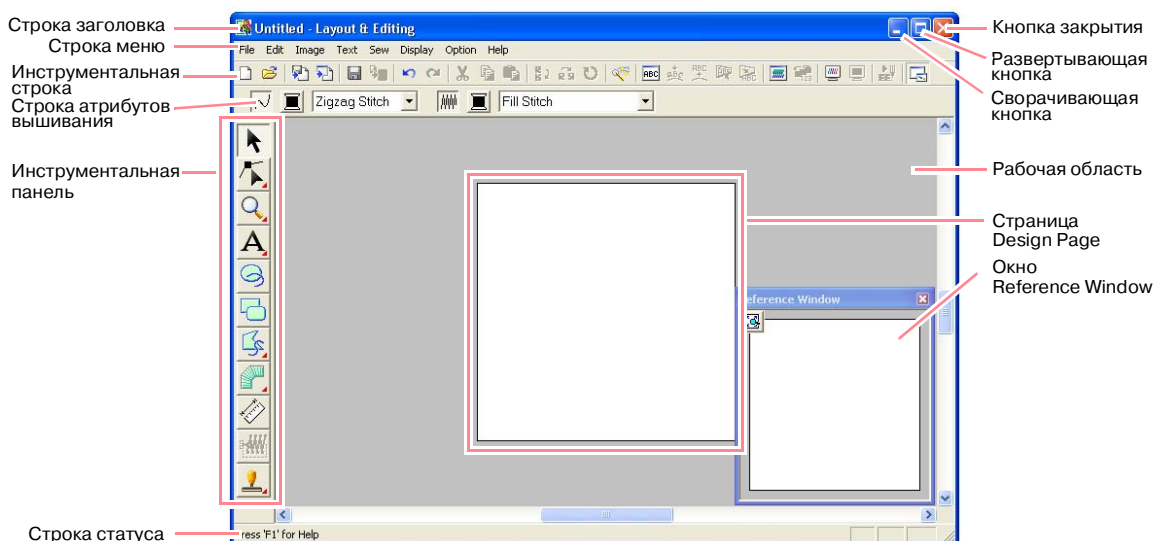 Строка заголовка
Строка меню
Инструментальная
строка
Строка атрибутов
вышивания
Инструментальная
панель
Строка статуса
Untitled - Layout & Editing
File Edit Image Text Sew Display Option Help
ABC
Zigzag Stitch
Fill Stitch
A
Reference Window
ress 'F1' for Help
Кнопка закрытия
Развертывающая
кнопка
Сворачивающая
кнопка
Рабочая область
Страница
Design Page
Окно
Reference Window